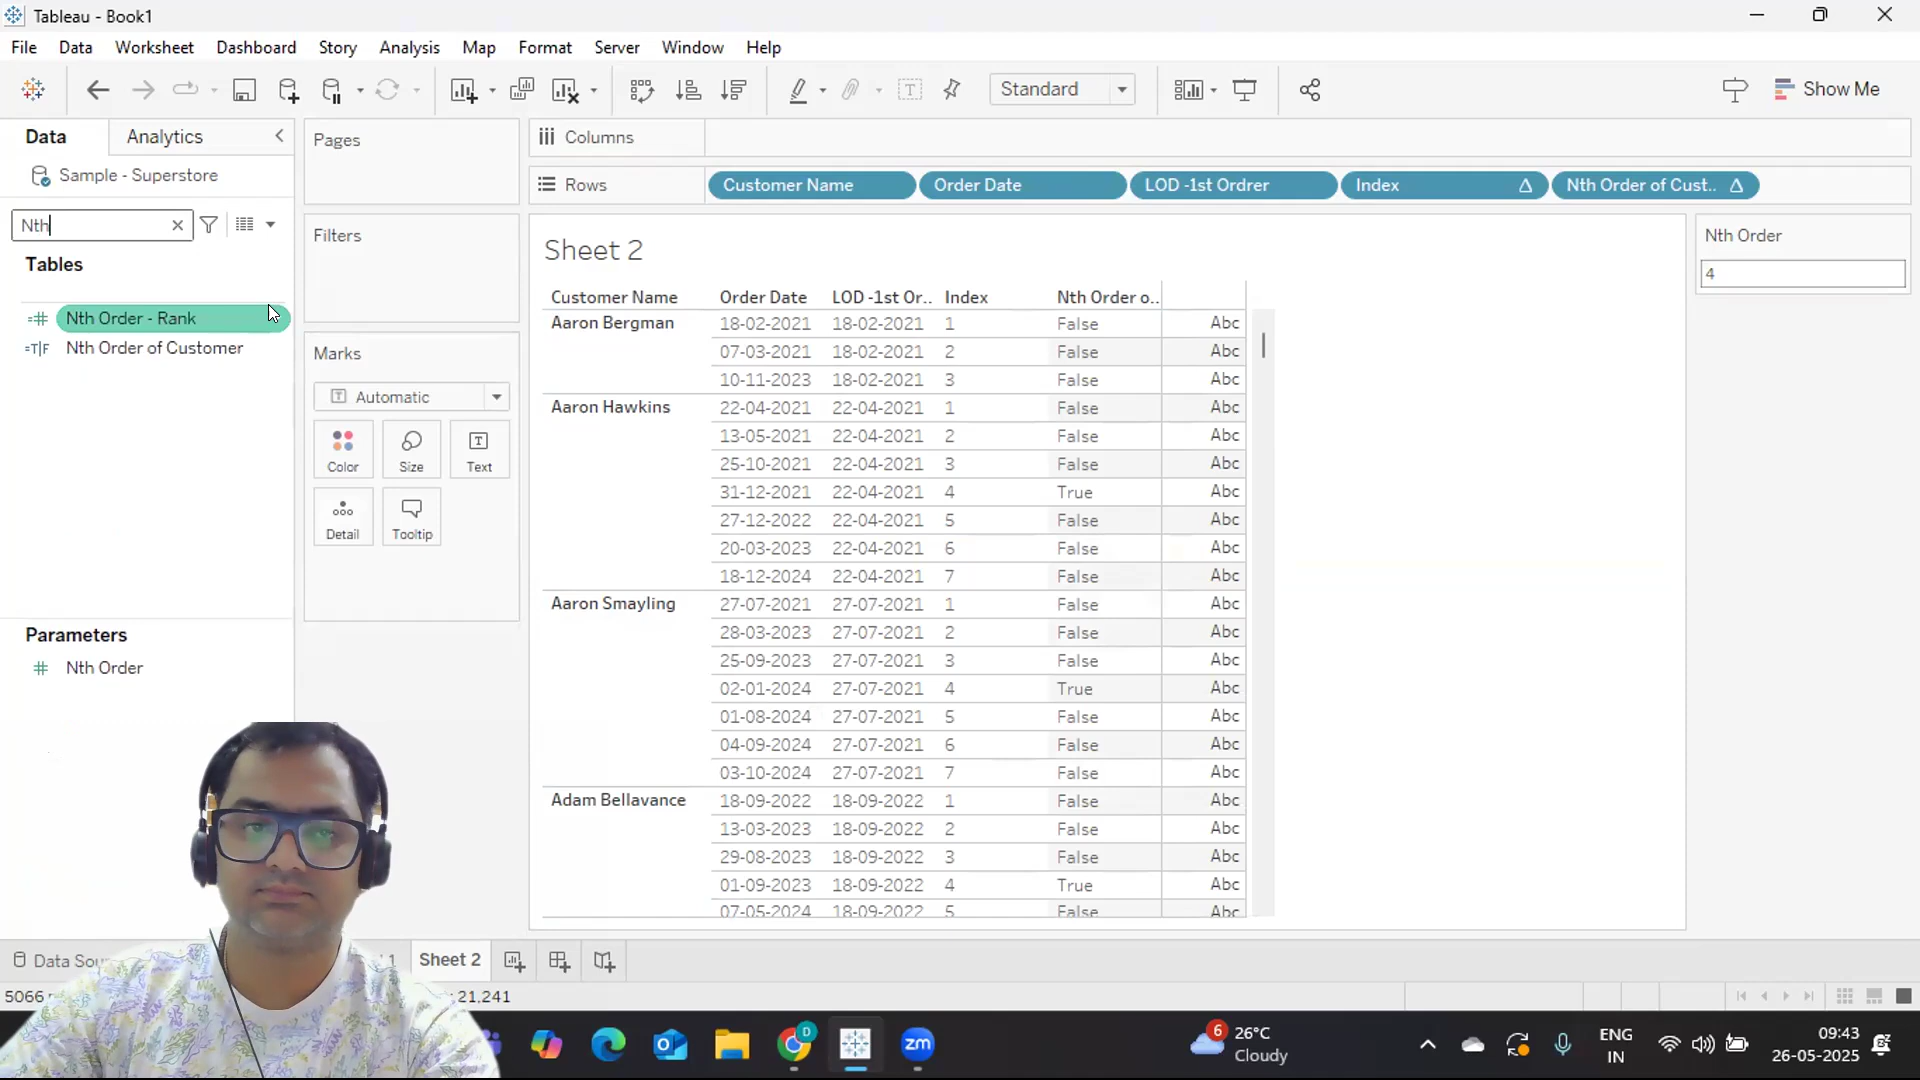 Tableau - Book1
File Data Worksheet Dashboard Story Analysis Map Format Server Window Help
Standard
Show Me
Data Analytics
Sample - Superstore
Nth
Tables
Nth Order - Rank
Nth Order of Customer
Parameters
Nth Order
Pages
Filters
Marks
Automatic
Color Size Text
Detail Tooltip
Columns
Rows Customer Name Order Date LOD -1st Ordrer Index Nth Order of Cust..
Sheet 2
Customer Name Order Date LOD -1st Or.. Index Nth Order o..
Aaron Bergman 18-02-2021 18-02-2021 1 False Abc
07-03-2021 18-02-2021 2 False Abc
10-11-2023 18-02-2021 3 False Abc
Aaron Hawkins 22-04-2021 22-04-2021 1 False Abc
13-05-2021 22-04-2021 2 False Abc
25-10-2021 22-04-2021 3 False Abc
31-12-2021 22-04-2021 4 True Abc
27-12-2022 22-04-2021 5 False Abc
20-03-2023 22-04-2021 6 False Abc
18-12-2024 22-04-2021 7 False Abc
Aaron Smayling 27-07-2021 27-07-2021 1 False Abc
28-03-2023 27-07-2021 2 False Abc
25-09-2023 27-07-2021 3 False Abc
02-01-2024 27-07-2021 4 True Abc
01-08-2024 27-07-2021 5 False Abc
04-09-2024 27-07-2021 6 False Abc
03-10-2024 27-07-2021 7 False Abc
Adam Bellavance 18-09-2022 18-09-2022 1 False Abc
13-03-2023 18-09-2022 2 False Abc
29-08-2023 18-09-2022 3 False Abc
01-09-2023 18-09-2022 4 True Abc
07-05-2024 18-09-2022 5 False Abc
Nth Order
4
Data Sou 1 Sheet 2
5066 21,241
6 26°C
Cloudy
ENG
IN
09:43
26-05-2025